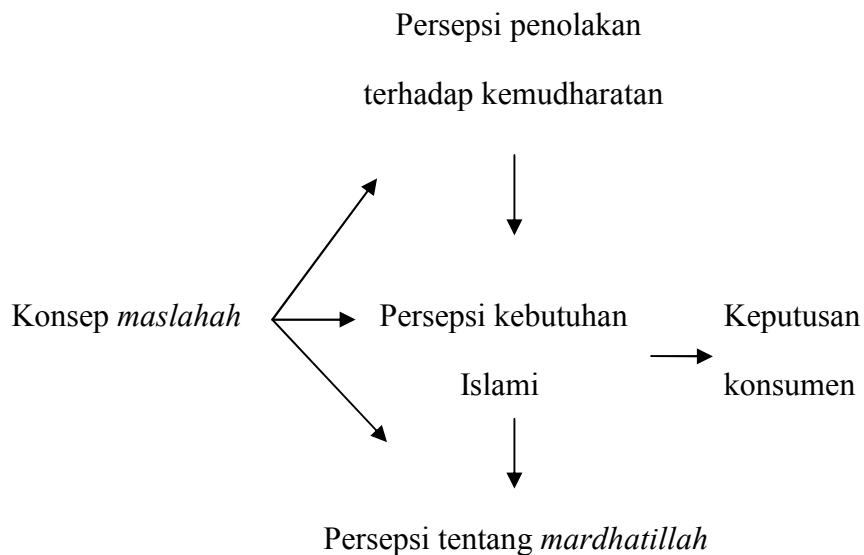 Persepsi penolakan
terhadap kemudharatan
Konsep maslahah
Persepsi kebutuhan
Islami
Keputusan
konsumen
Persepsi tentang mardhatillah